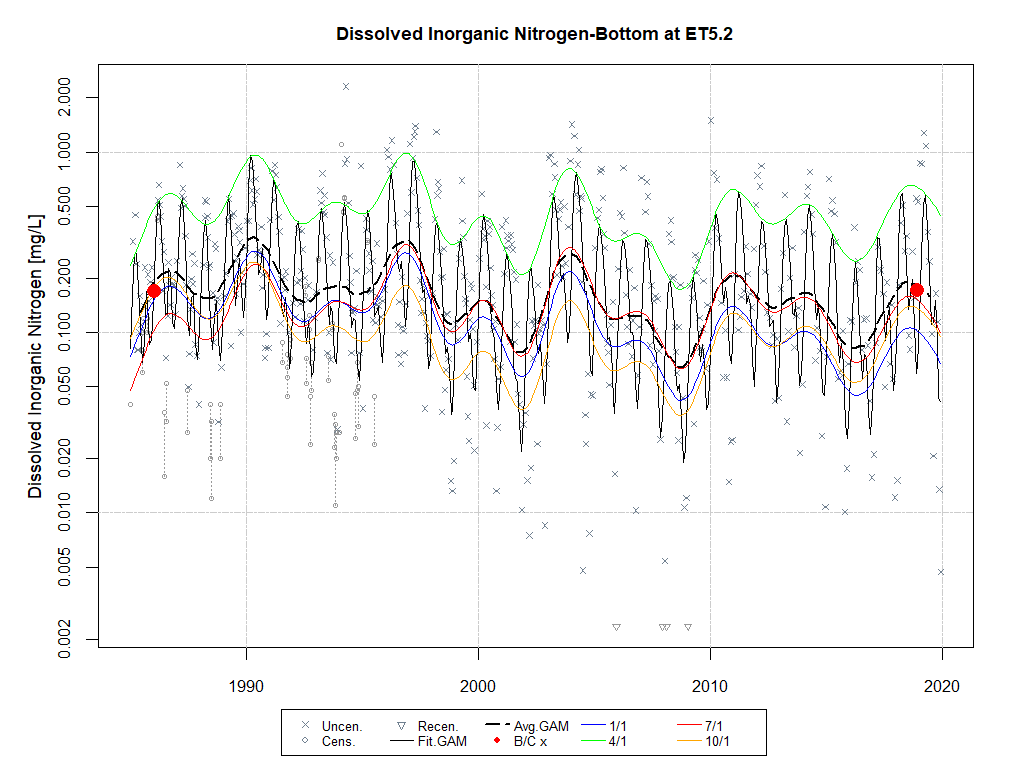 Dissolved Inorganic Nitrogen-Bottom at ET5.2
Dissolved Inorganic Nitrogen [mg/L]
2.000
1.000
0.500
0.200
0.100
0.050
0.020
0.010
0.005
0.002
1990 2000 2010 2020
Uncen. Recen. Avg.GAM 1/1 7/1
Cens. Fit.GAM B/C x 4/1 10/1